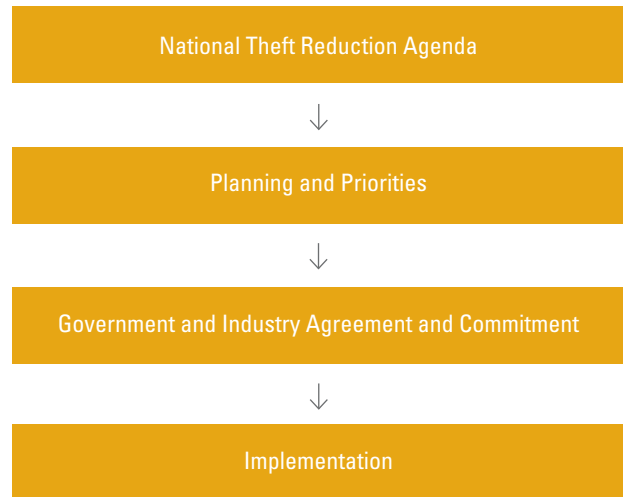 National Theft Reduction Agenda
Planning and Priorities
Government and Industry Agreement and Commitment
Implementation